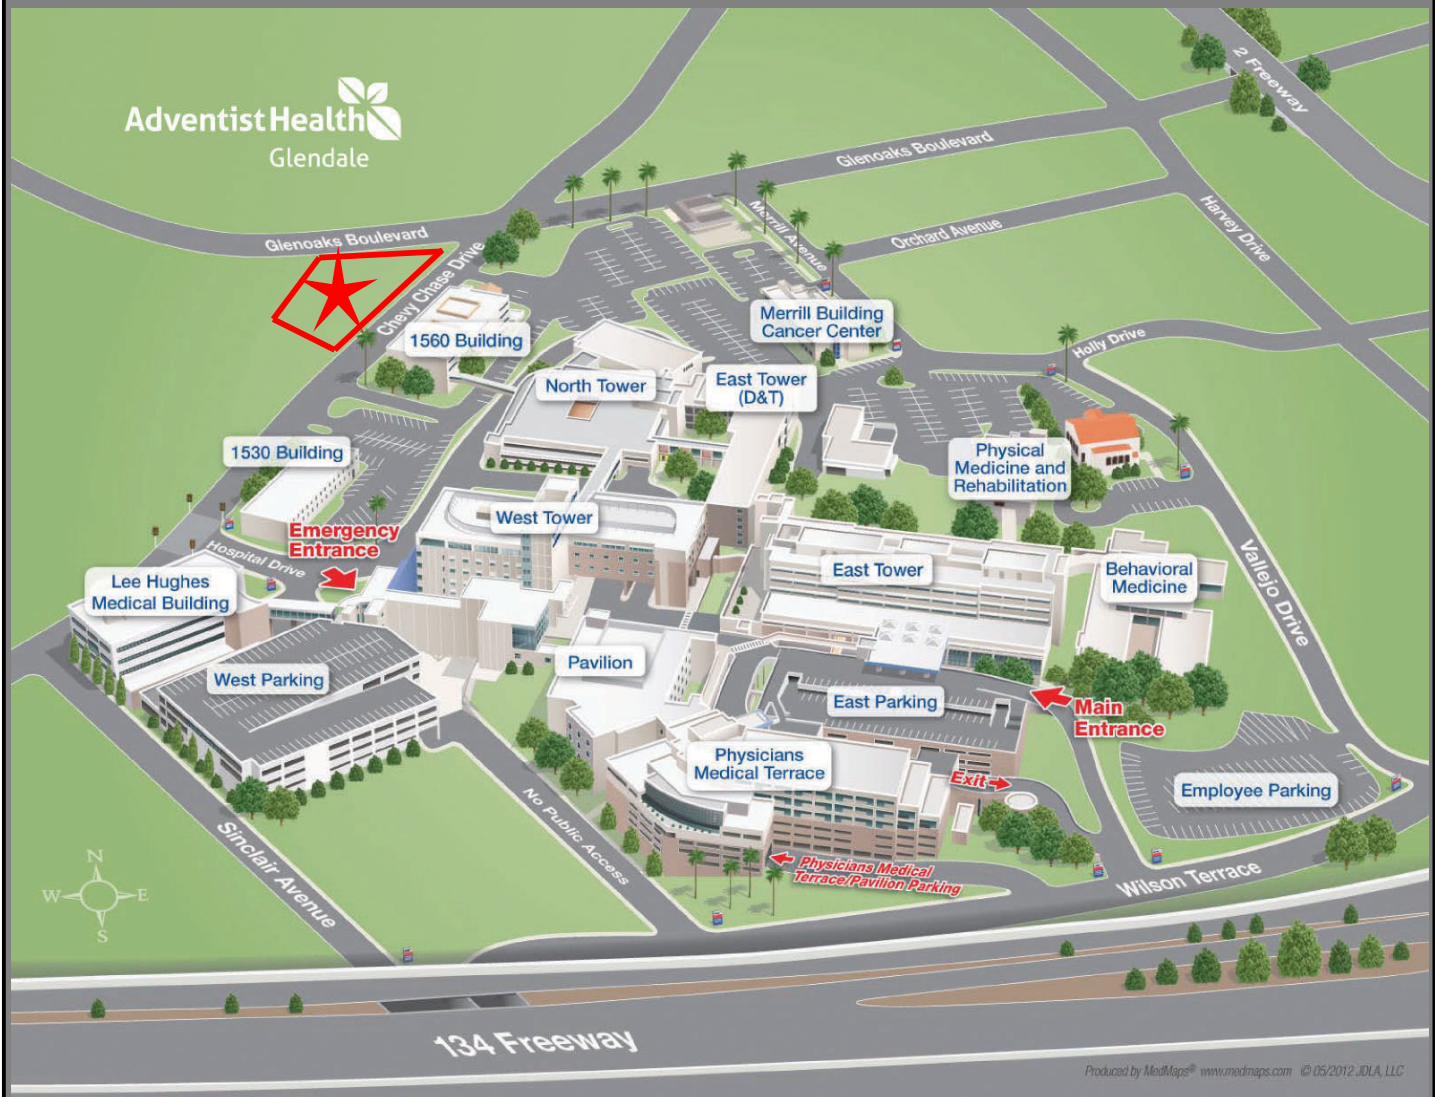 2 Freeway
Adventist Health
Glendale
Glenoaks Boulevard
Glenoaks Boulevard
Merrill Avenue
Orchard Avenue
Harvey Drive
Chevy Chase Drive
Merrill Building
Cancer Center
1560 Building
Holly Drive
North Tower
East Tower
(D&T)
1530 Building
Physical
Medicine and
Rehabilitation
West Tower
Emergency
Entrance
Hospital Drive
Vallejo Drive
East Tower
Behavioral
Medicine
Lee Hughes
Medical Building
Pavilion
West Parking
East Parking
Main
Entrance
Physicians
Medical Terrace
Exit
Employee Parking
No Public Access
Sinclair Avenue
Physicians Medical
Terrace/Pavilion Parking
Wilson Terrace
N
W E
S
134 Freeway
Produced by MedMaps® www.medmaps.com © 05/2012 JDLA, LLC